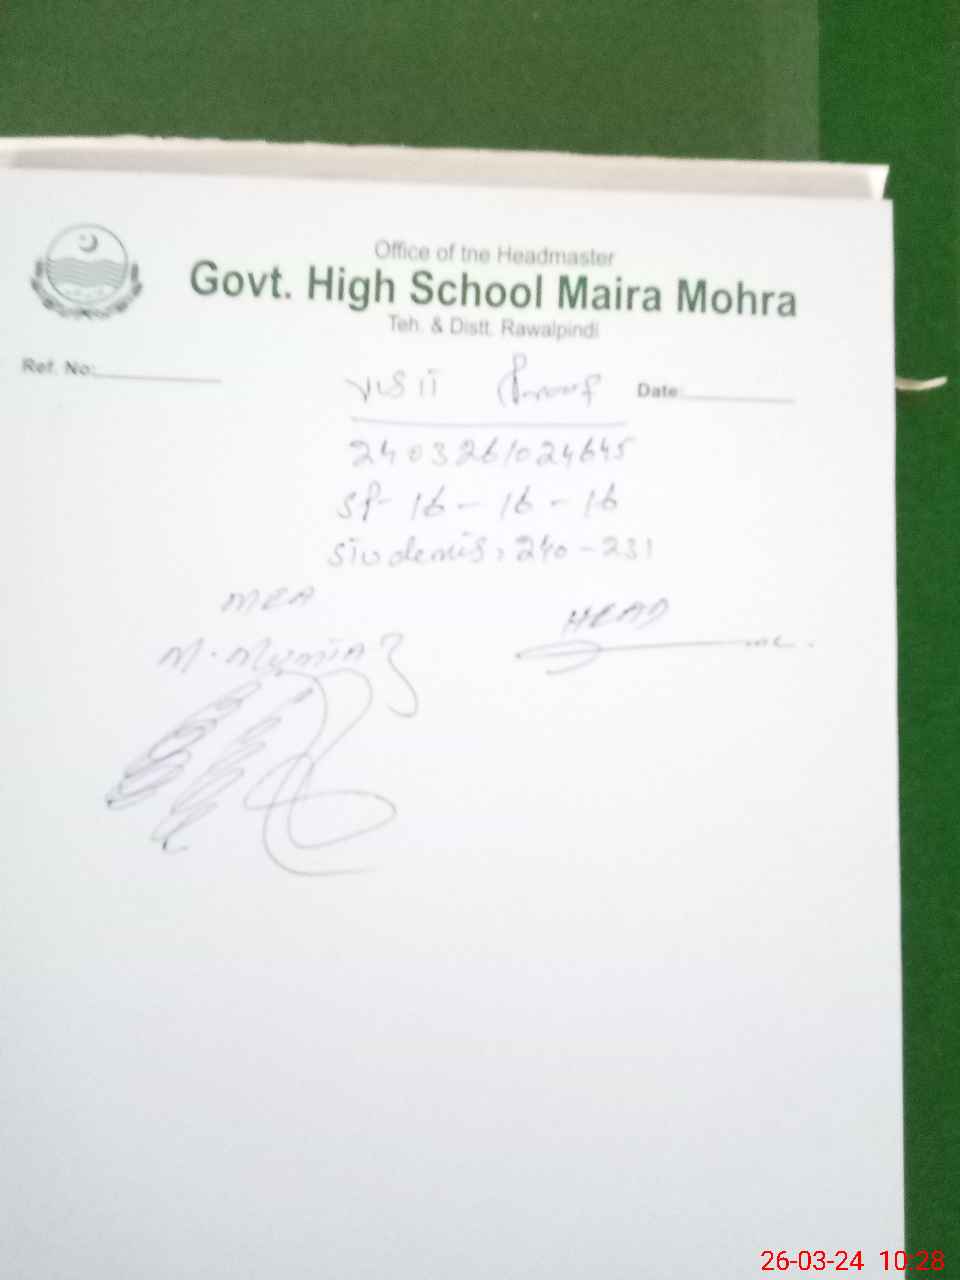 Office of the Headmaster
Govt. High School Maira Mohra
Teh. & Distt. Rawalpindi
Ref. No:
Date:
Visit Proof
2403261024645
SP- 16 - 16 - 16
Students: 240 - 231
MEA
HEAD
M.
26-03-24 10:28